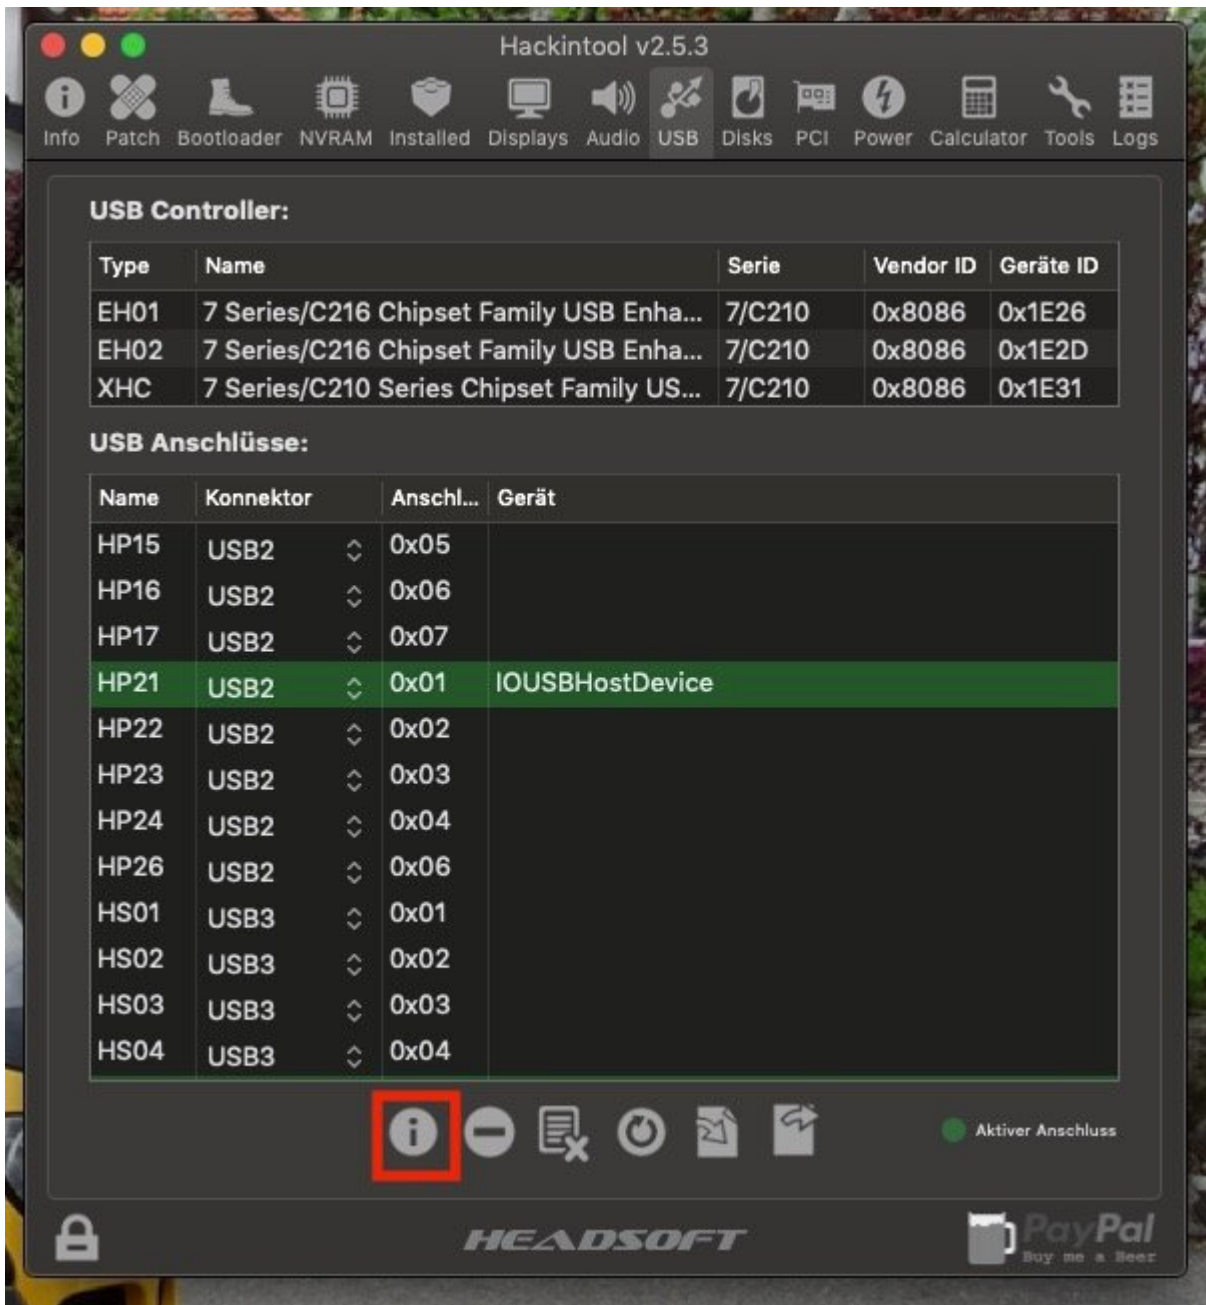 Hackintool v2.5.3
Info Patch Bootloader NVRAM Installed Displays Audio USB Disks PCI Power Calculator Tools Logs
USB Controller:
Type Name Serie Vendor ID Geräte ID
EH01 7 Series/C216 Chipset Family USB Enha... 7/C210 0x8086 0x1E26
EH02 7 Series/C216 Chipset Family USB Enha... 7/C210 0x8086 0x1E2D
XHC 7 Series/C210 Series Chipset Family US... 7/C210 0x8086 0x1E31
USB Anschlüsse:
Name Konnektor Anschl... Gerät
HP15 USB2 0x05
HP16 USB2 0x06
HP17 USB2 0x07
HP21 USB2 0x01 IOUSBHostDevice
HP22 USB2 0x02
HP23 USB2 0x03
HP24 USB2 0x04
HP26 USB2 0x06
HS01 USB3 0x01
HS02 USB3 0x02
HS03 USB3 0x03
HS04 USB3 0x04
Aktiver Anschluss
HEADSOFT
PayPal
Buy me a Beer